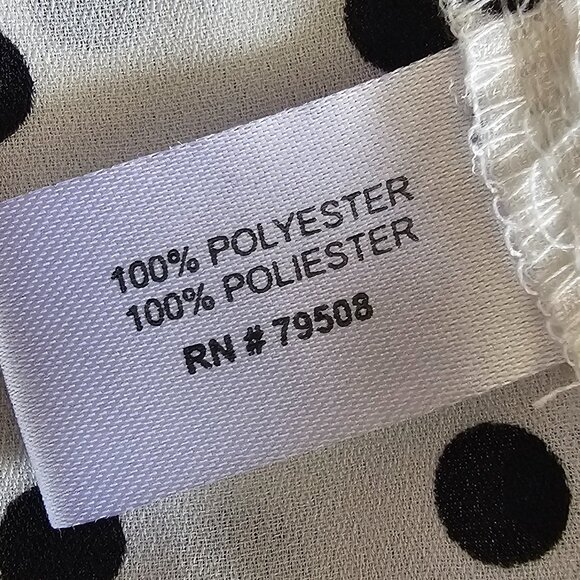 100% POLYESTER
100% POLIESTER
RN # 79508